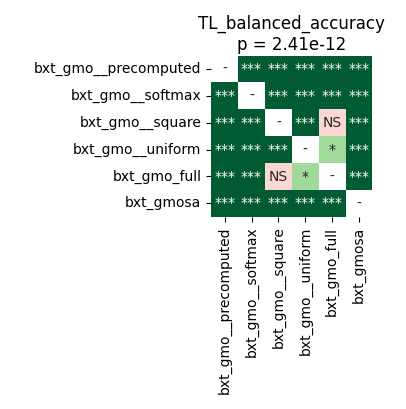 TL_balanced_accuracy
p = 2.41e-12
bxt_gmo__precomputed - *** *** *** *** ***
bxt_gmo__softmax *** - *** *** *** ***
bxt_gmo__square *** *** - *** NS ***
bxt_gmo__uniform *** *** *** - * ***
bxt_gmo_full *** *** NS * - ***
bxt_gmosa *** *** *** *** *** -
bxt_gmo__precomputed
bxt_gmo__softmax
bxt_gmo__square
bxt_gmo__uniform
bxt_gmo_full
bxt_gmosa